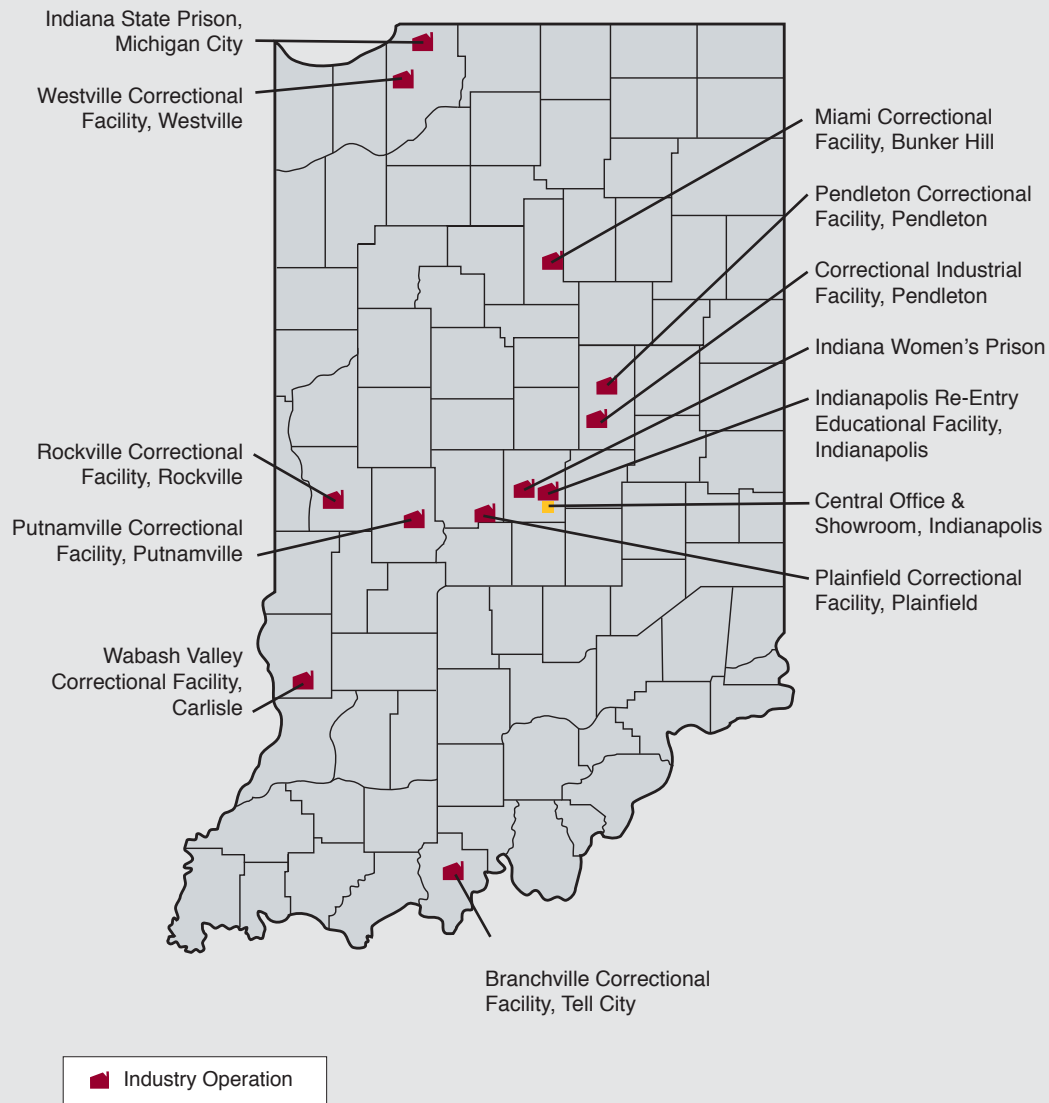 Indiana State Prison,
Michigan City
Westville Correctional
Facility, Westville
Miami Correctional
Facility, Bunker Hill
Pendleton Correctional
Facility, Pendleton
Correctional Industrial
Facility, Pendleton
Indiana Women’s Prison
Indianapolis Re-Entry
Educational Facility,
Indianapolis
Central Office &
Showroom, Indianapolis
Plainfield Correctional
Facility, Plainfield
Rockville Correctional
Facility, Rockville
Putnamville Correctional
Facility, Putnamville
Wabash Valley
Correctional Facility,
Carlisle
Branchville Correctional
Facility, Tell City
Industry Operation